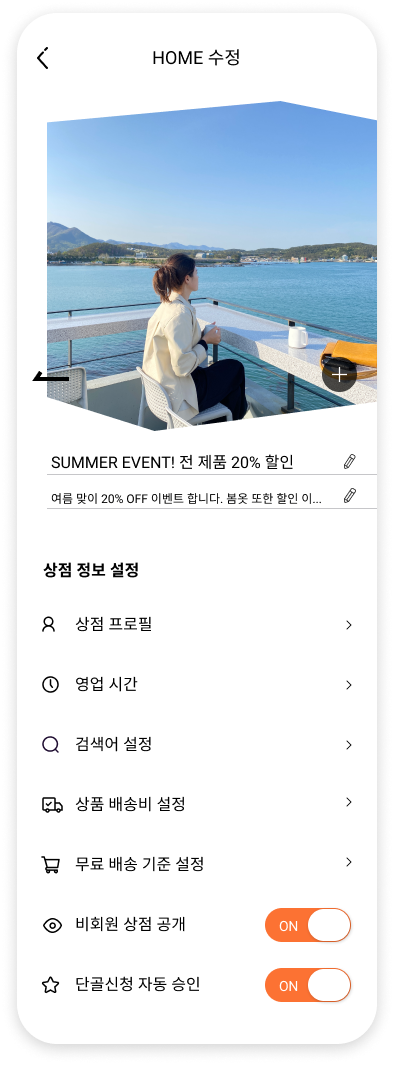 HOME 수정
SUMMER EVENT! 전 제품 20% 할인
여름 맞이 20% OFF 이벤트 합니다. 봄옷 또한 할인 이...
상점 정보 설정
상점 프로필
영업 시간
검색어 설정
상품 배송비 설정
무료 배송 기준 설정
비회원 상점 공개 ON
단골신청 자동 승인 ON